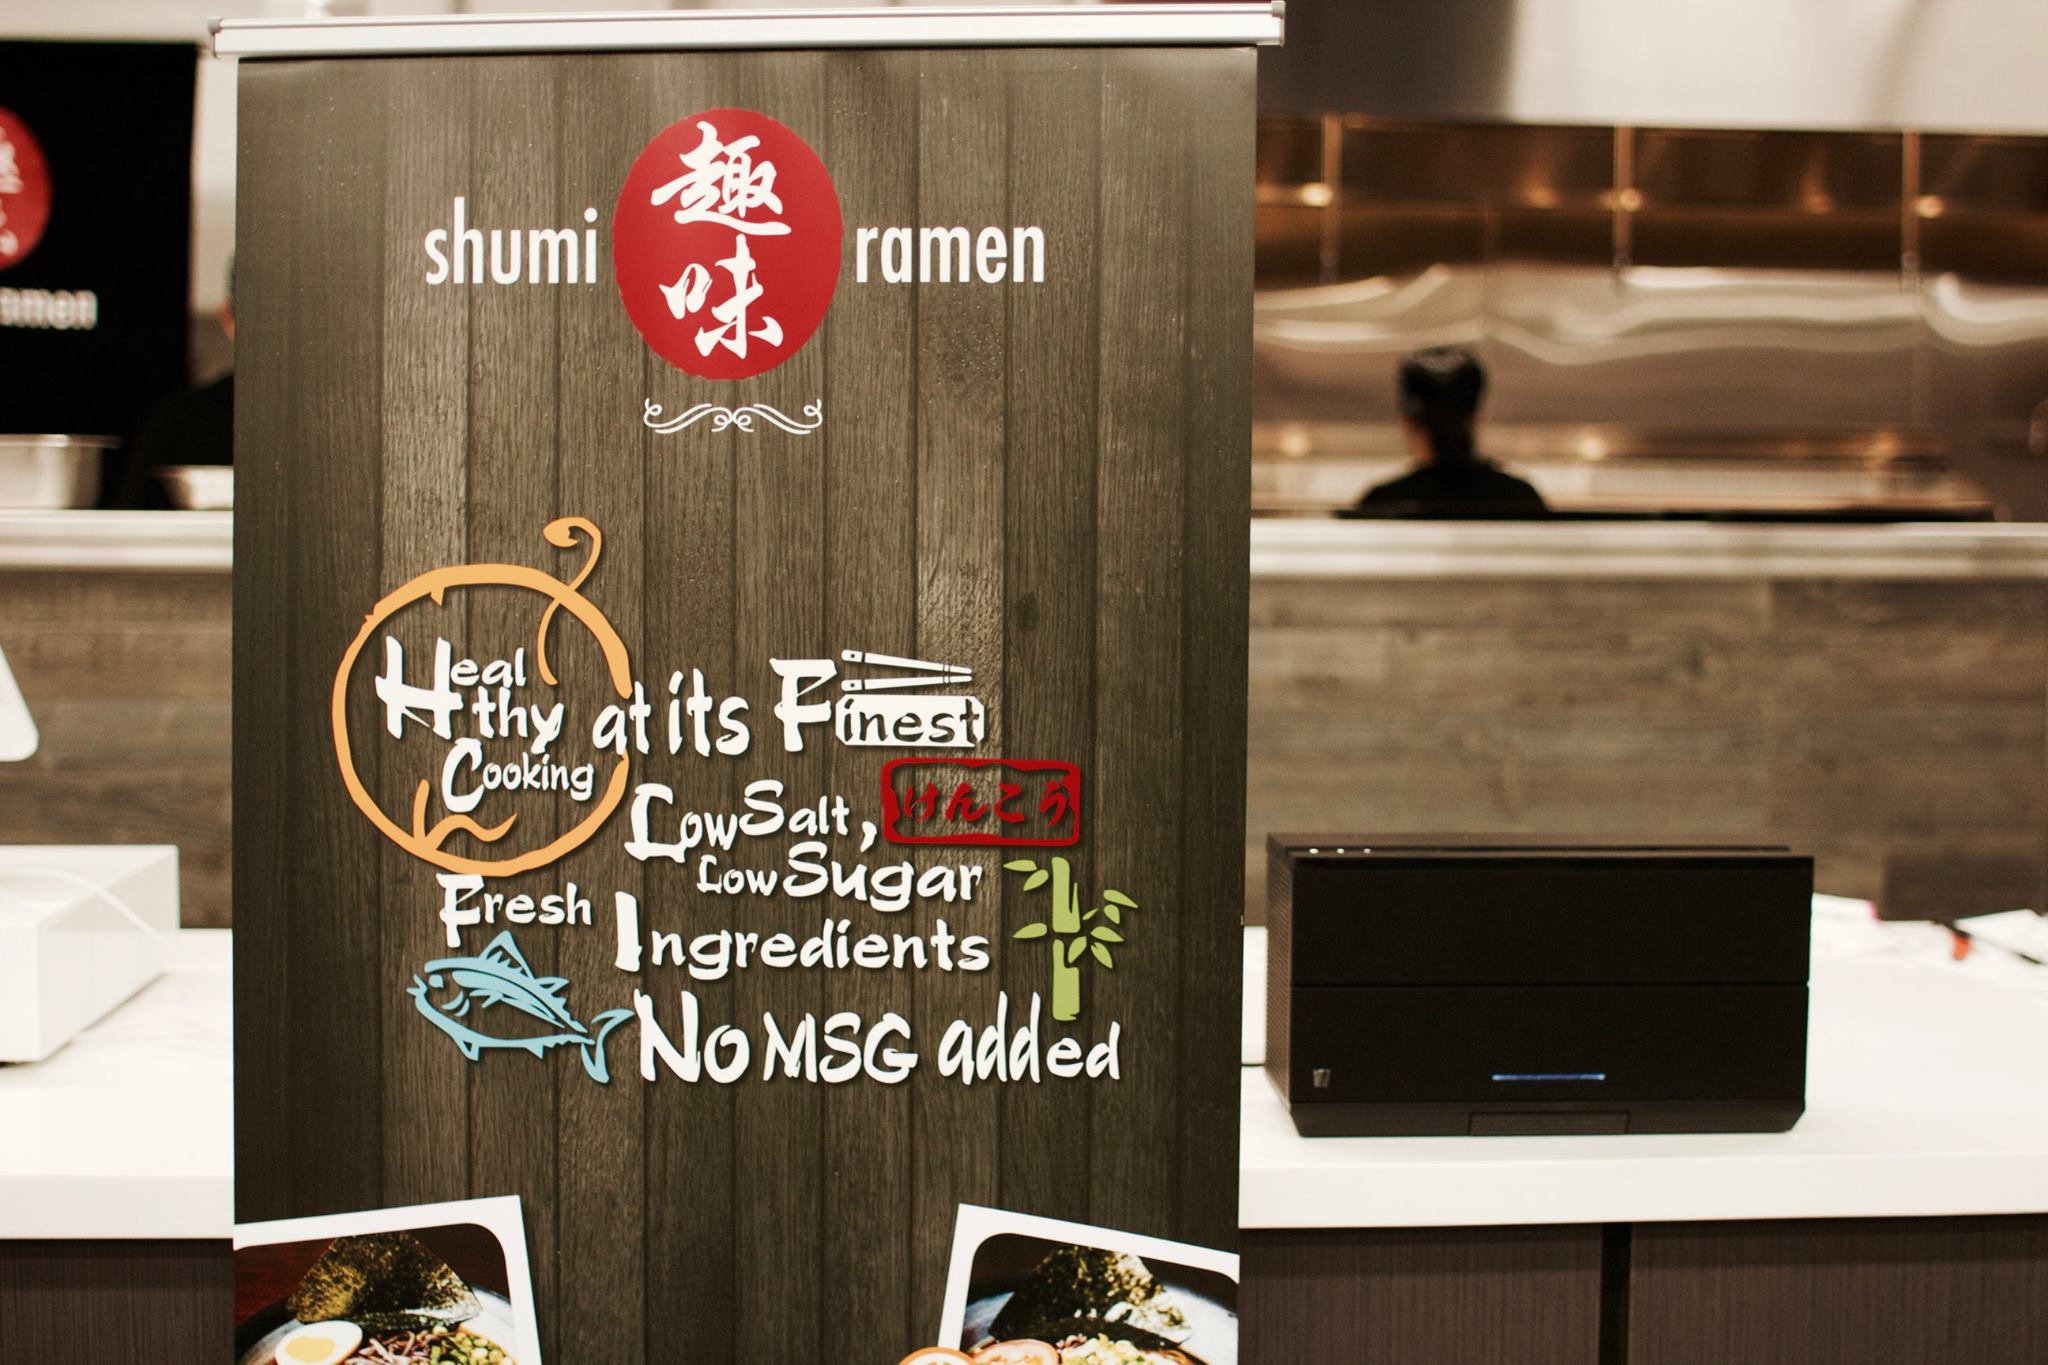 shumi 趣味 ramen
Healthy at its Finest
Cooking
Low Salt, けんこう
Low Sugar
Fresh Ingredients
No MSG added
ramen